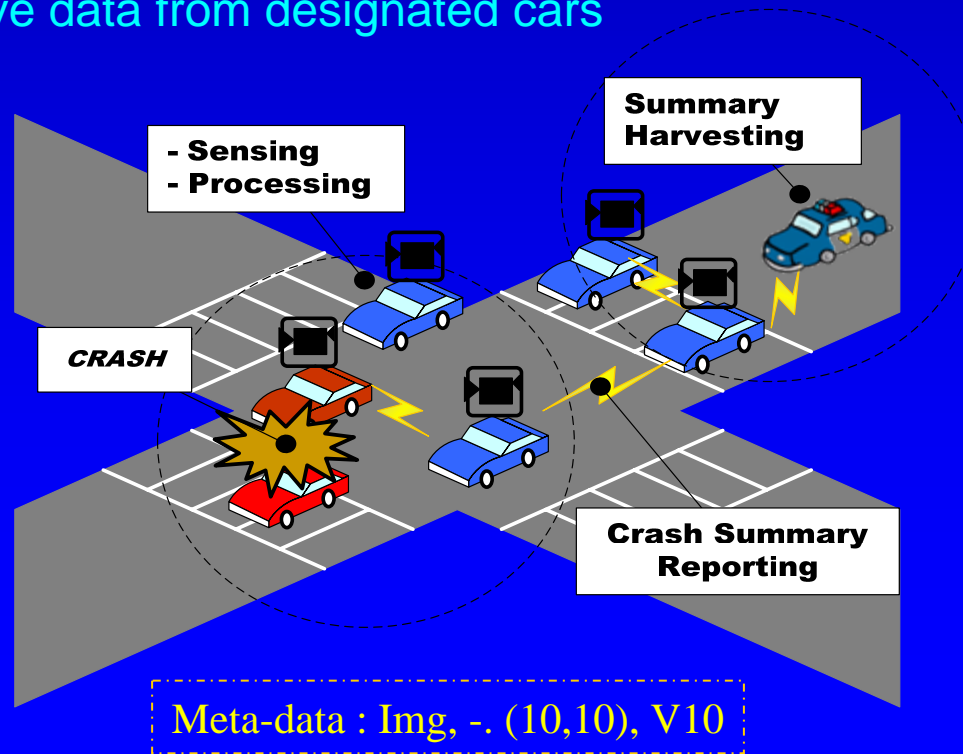 ve data from designated cars
Summary
Harvesting
- Sensing
- Processing
CRASH
Crash Summary
Reporting
Meta-data : Img, -. (10,10), V10